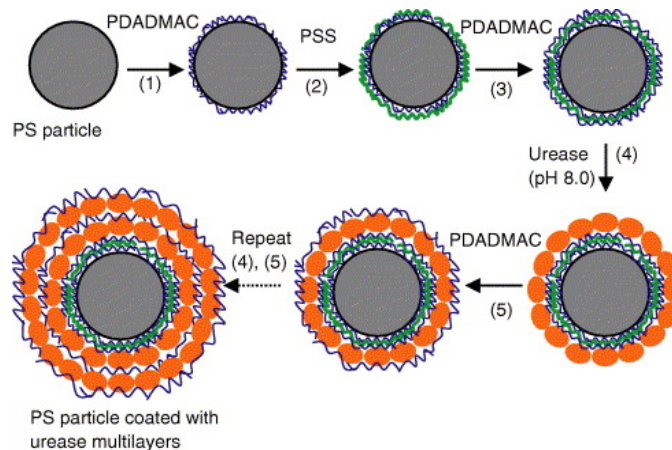 PDADMAC
(1)
PSS
(2)
PDADMAC
(3)
PS particle
Urease
(pH 8.0)
(4)
PDADMAC
(5)
Repeat
(4), (5)
PS particle coated with
urease multilayers